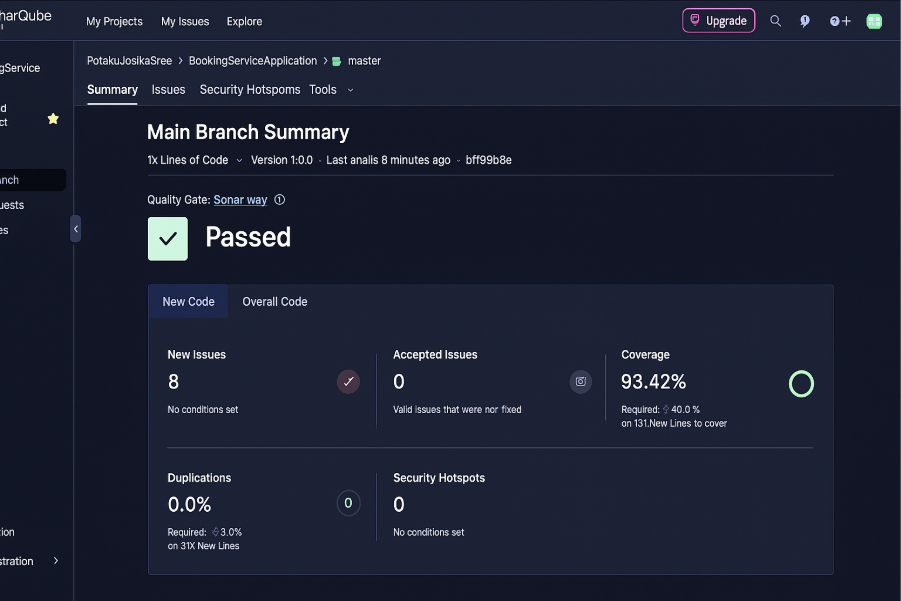 harQube
My Projects My Issues Explore Upgrade
gService
d
ct
anch
uests
es
tion
stration
PotakuJosikaSree > BookingServiceApplication > master
Summary Issues Security Hotspoms Tools
Main Branch Summary
1x Lines of Code Version 1:0.0 · Last analis 8 minutes ago - bff99b8e
Quality Gate: Sonar way
Passed
New Code Overall Code
New Issues
8
No conditions set
Accepted Issues
0
Valid issues that were nor fixed
Coverage
93.42%
Required: 40.0 %
on 131.New Lines to cover
Duplications
0.0%
0
Required: 3.0%
on 31X New Lines
Security Hotspots
0
No conditions set